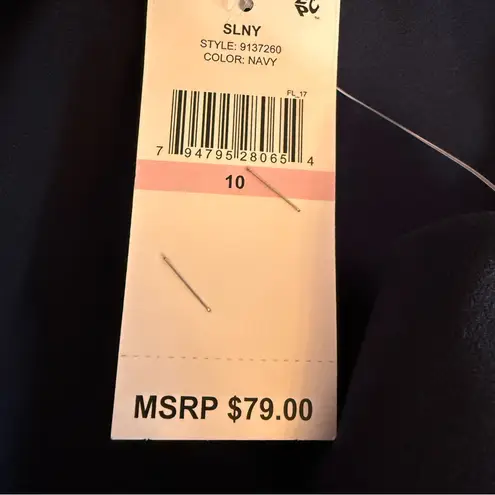 SLNY
STYLE: 9137260
COLOR: NAVY
FL_17
7 94795 28065 4
10
MSRP $79.00